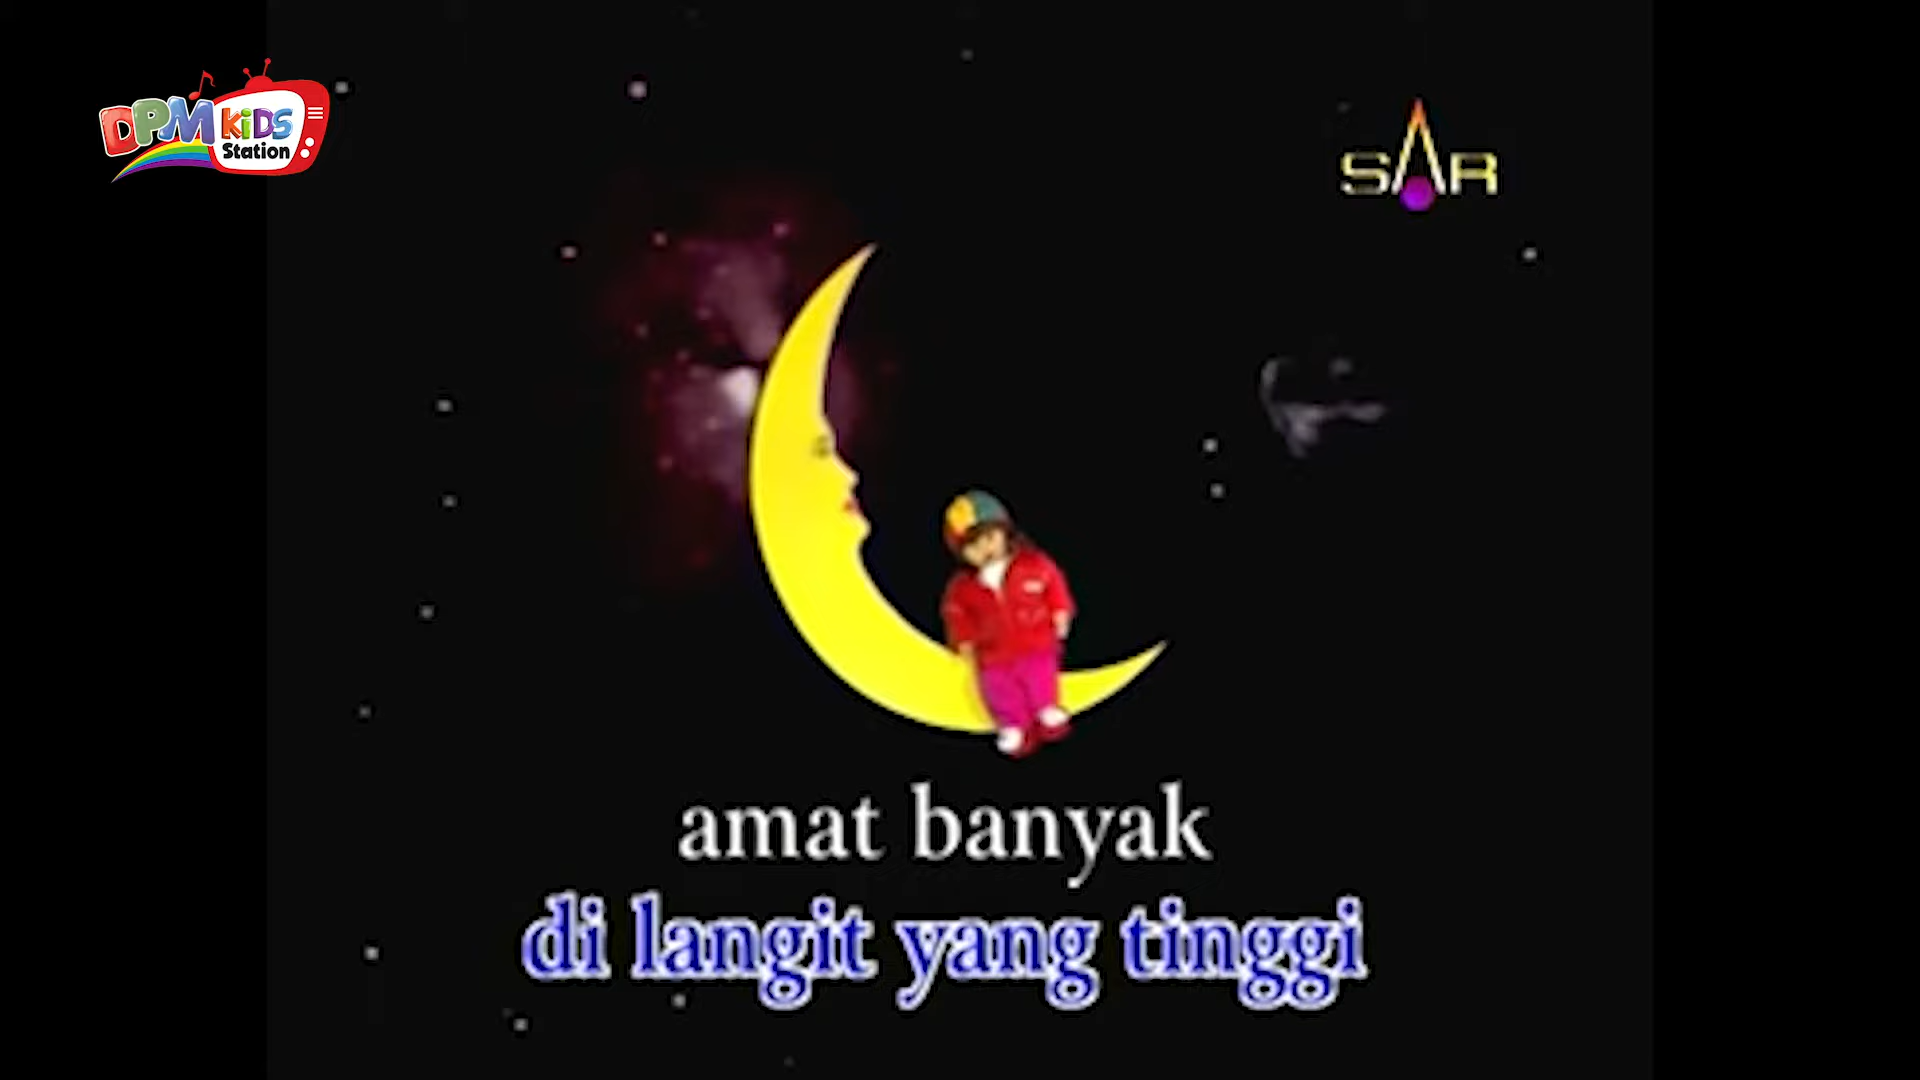 DPM KiDS
Station
SAR
amat banyak
di langit yang tinggi